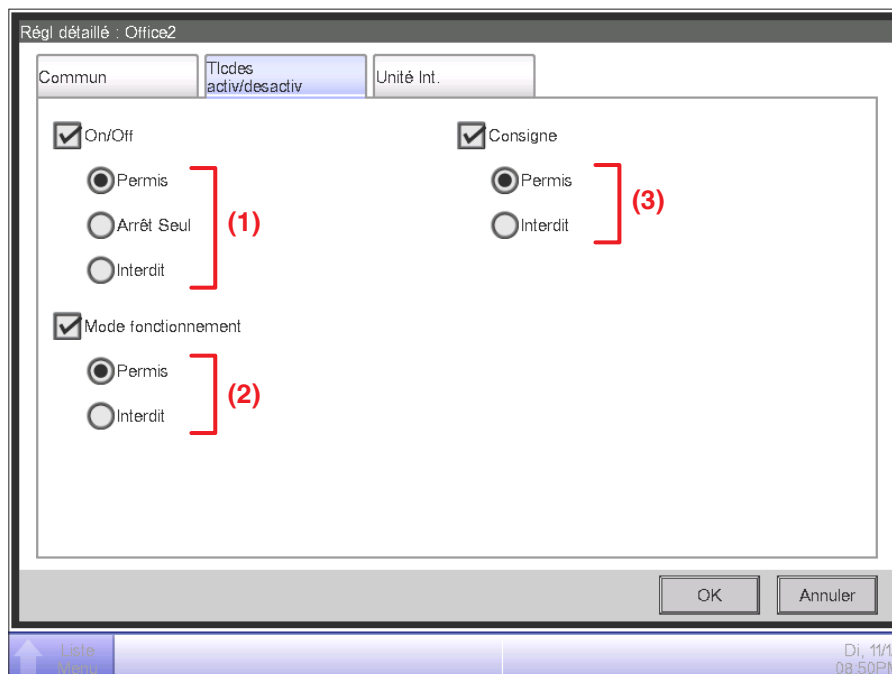 Régl détaillé : Office2
Commun
Tlcdes
activ/desactiv
Unité Int.
On/Off
Permis
Arrêt Seul
Interdit
(1)
Mode fonctionnement
Permis
Interdit
(2)
Consigne
Permis
Interdit
(3)
OK
Annuler
Liste
Menu
Di, 11/1
08:50PM